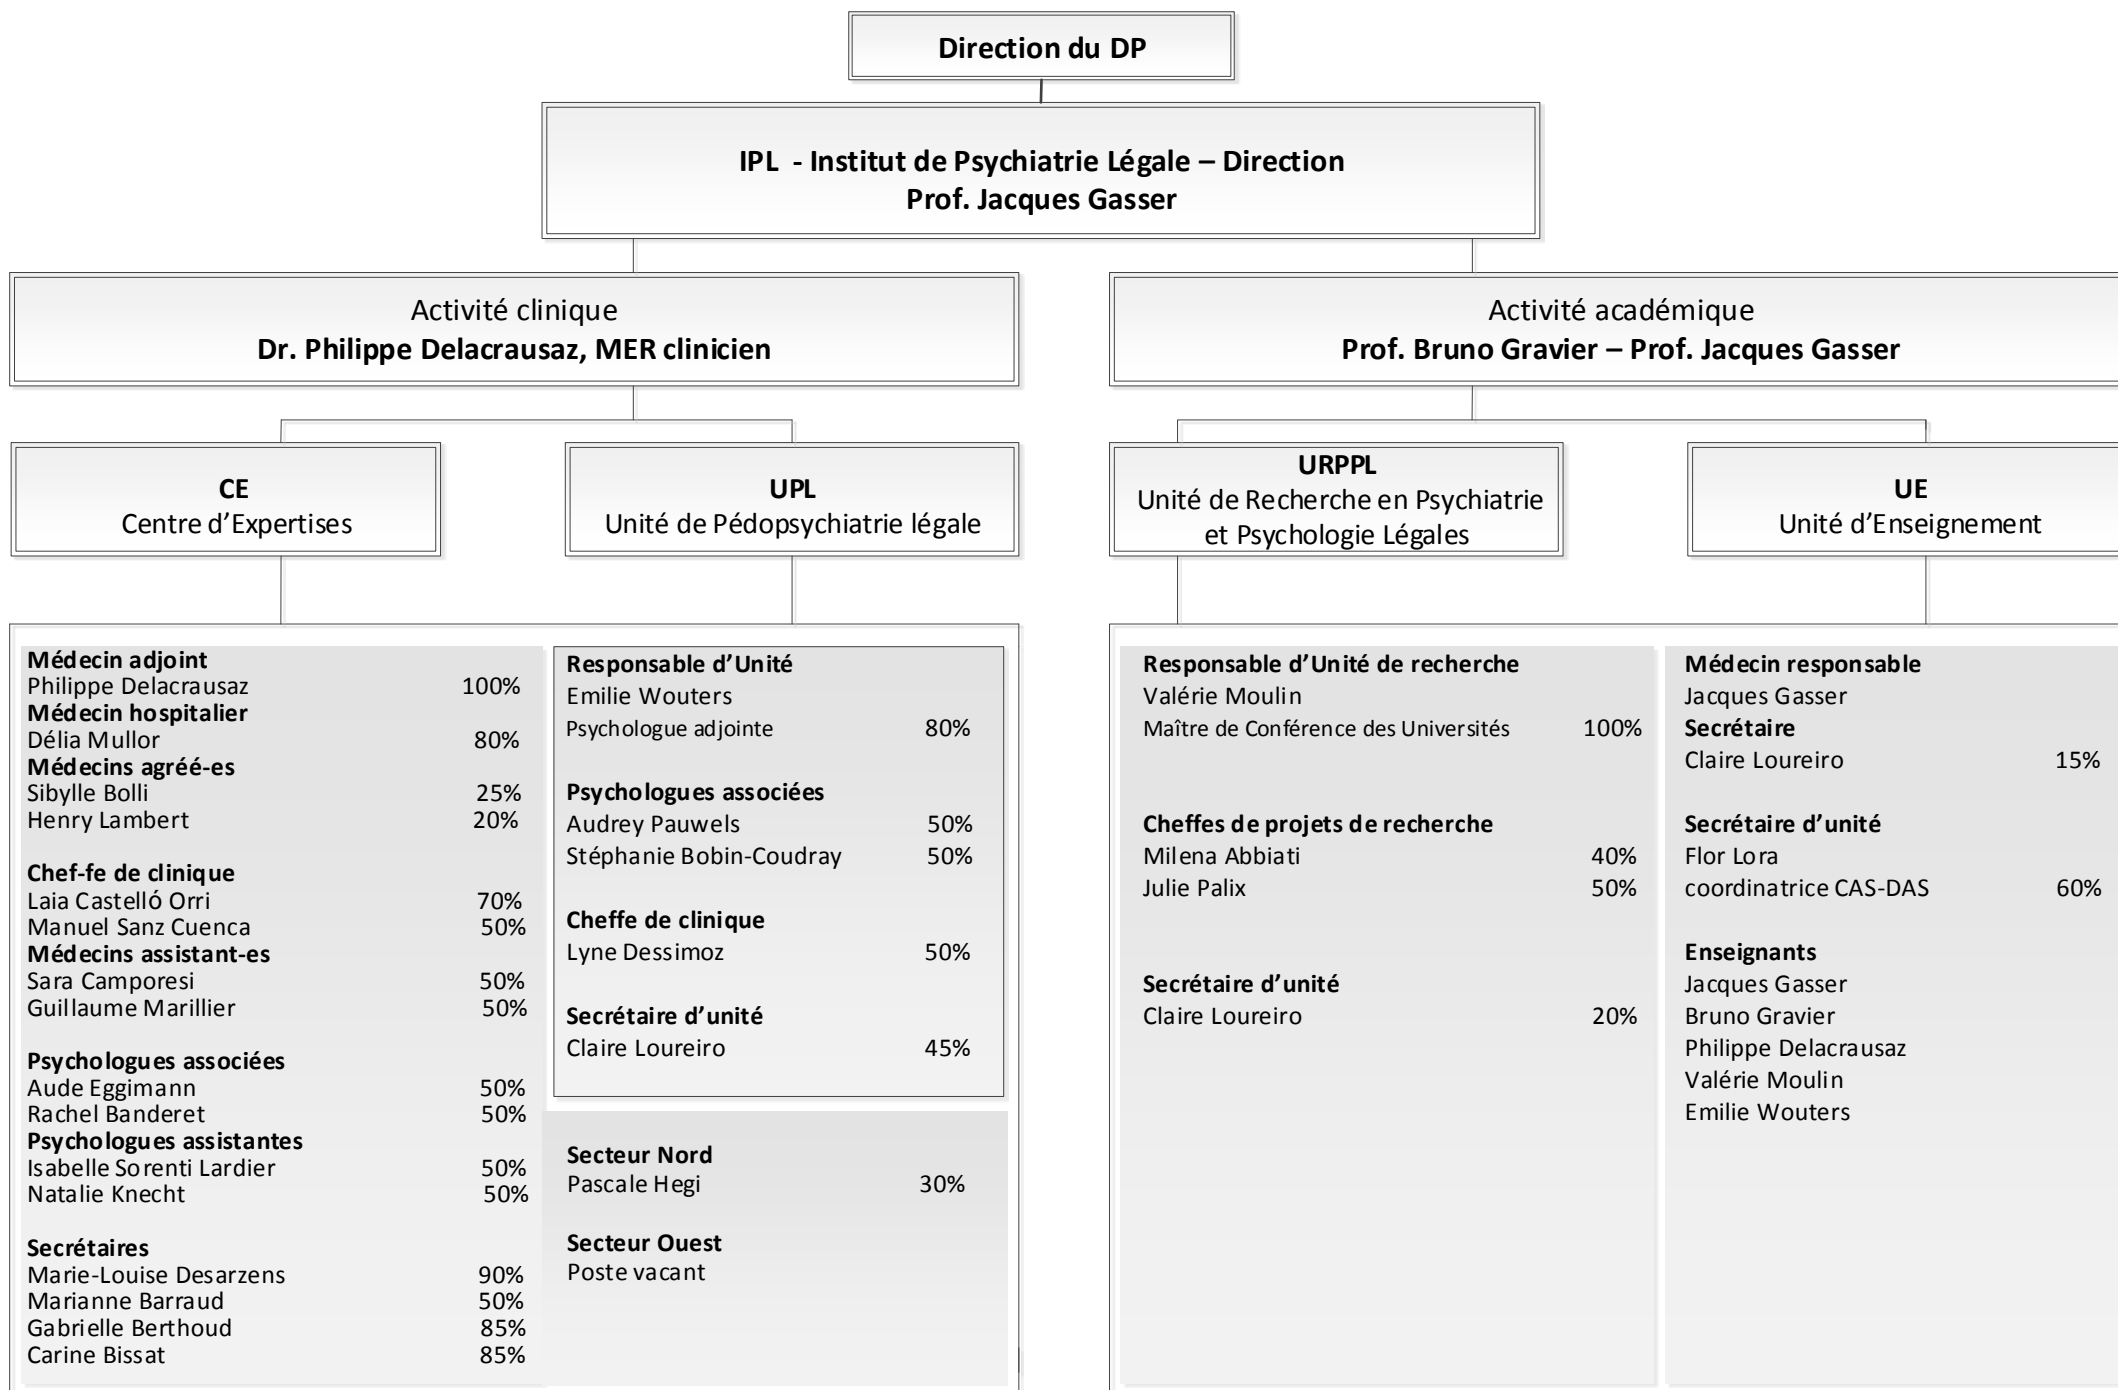 Direction du DP
IPL - Institut de Psychiatrie Légale – Direction
Prof. Jacques Gasser
Activité clinique
Dr. Philippe Delacrausaz, MER clinicien
Activité académique
Prof. Bruno Gravier – Prof. Jacques Gasser
CE
Centre d’Expertises
UPL
Unité de Pédopsychiatrie légale
URPPL
Unité de Recherche en Psychiatrie
et Psychologie Légales
UE
Unité d’Enseignement
Médecin adjoint
Philippe Delacrausaz 100%
Médecin hospitalier
Délia Mullor 80%
Médecins agréé-es
Sibylle Bolli 25%
Henry Lambert 20%
Chef-fe de clinique
Laia Castelló Orri 70%
Manuel Sanz Cuenca 50%
Médecins assistant-es
Sara Camporesi 50%
Guillaume Marillier 50%
Psychologues associées
Aude Eggimann 50%
Rachel Banderet 50%
Psychologues assistantes
Isabelle Sorenti Lardier 50%
Natalie Knecht 50%
Secrétaires
Marie-Louise Desarzens 90%
Marianne Barraud 50%
Gabrielle Berthoud 85%
Carine Bissat 85%
Responsable d’Unité
Emilie Wouters
Psychologue adjointe 80%
Psychologues associées
Audrey Pauwels 50%
Stéphanie Bobin-Coudray 50%
Cheffe de clinique
Lyne Dessimoz 50%
Secrétaire d’unité
Claire Loureiro 45%
Secteur Nord
Pascale Hegi 30%
Secteur Ouest
Poste vacant
Responsable d’Unité de recherche
Valérie Moulin
Maître de Conférence des Universités 100%
Cheffes de projets de recherche
Milena Abbiati 40%
Julie Palix 50%
Secrétaire d’unité
Claire Loureiro 20%
Médecin responsable
Jacques Gasser
Secrétaire
Claire Loureiro 15%
Secrétaire d’unité
Flor Lora
coordinatrice CAS-DAS 60%
Enseignants
Jacques Gasser
Bruno Gravier
Philippe Delacrausaz
Valérie Moulin
Emilie Wouters